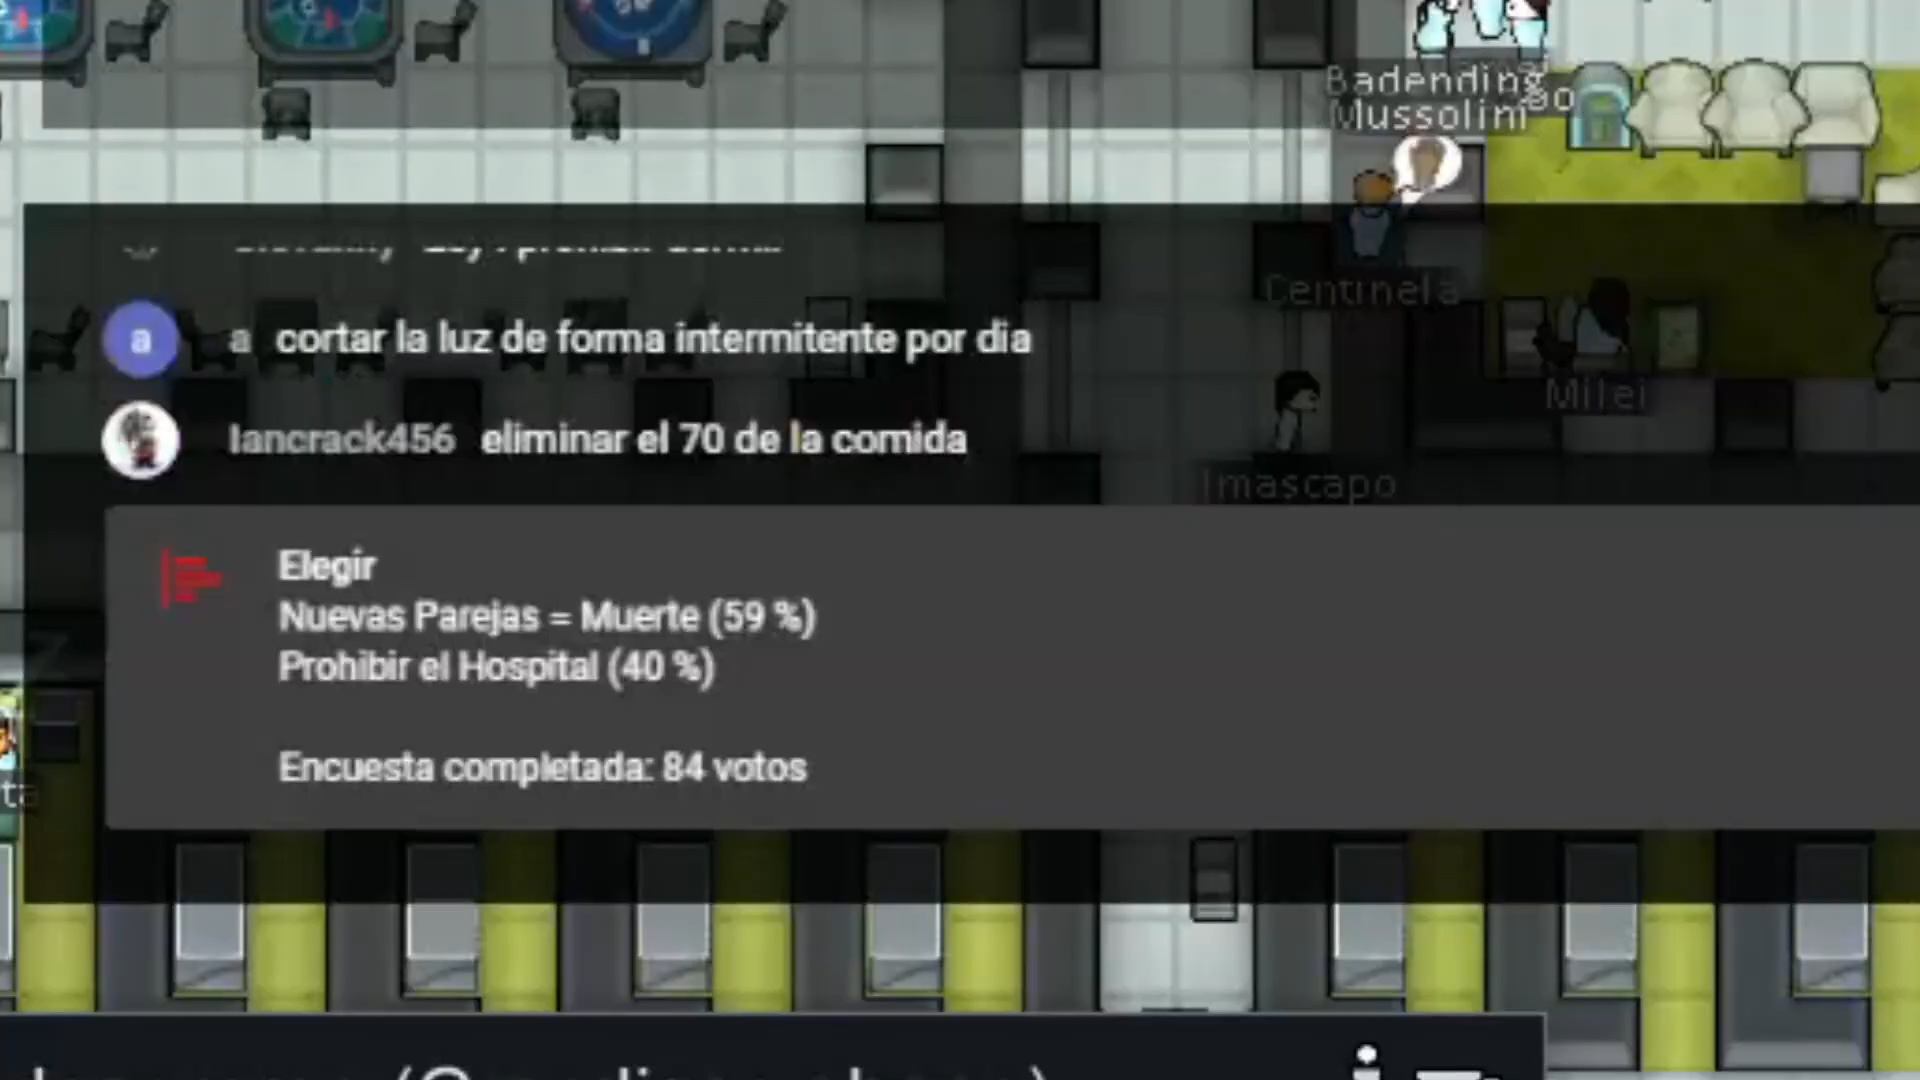 Badending
Mussolini
Centinela
a cortar la luz de forma intermitente por dia
Milei
Iancrack456 eliminar el 70 de la comida
Imascapo
Elegir
Nuevas Parejas = Muerte (59 %)
Prohibir el Hospital (40 %)
Encuesta completada: 84 votos